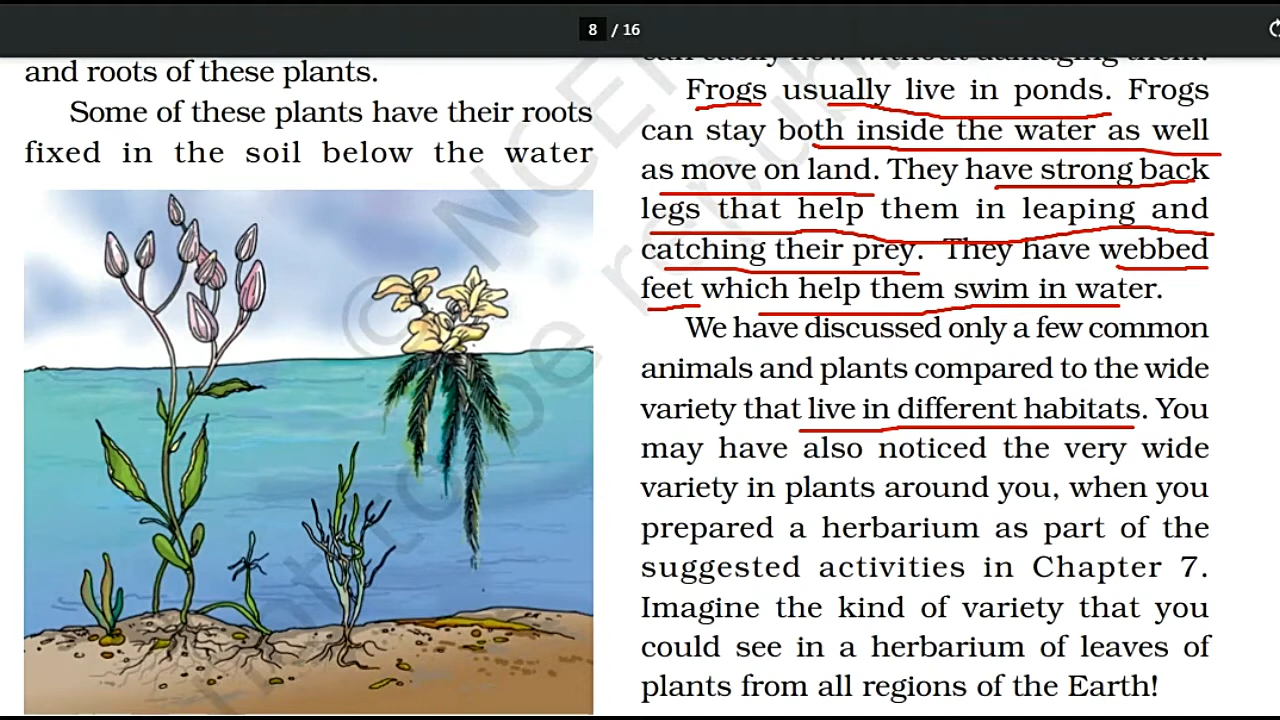 8 / 16
and roots of these plants.
Some of these plants have their roots
fixed in the soil below the water
can easily flow without damaging them.
Frogs usually live in ponds. Frogs
can stay both inside the water as well
as move on land. They have strong back
legs that help them in leaping and
catching their prey. They have webbed
feet which help them swim in water.
We have discussed only a few common
animals and plants compared to the wide
variety that live in different habitats. You
may have also noticed the very wide
variety in plants around you, when you
prepared a herbarium as part of the
suggested activities in Chapter 7.
Imagine the kind of variety that you
could see in a herbarium of leaves of
plants from all regions of the Earth!